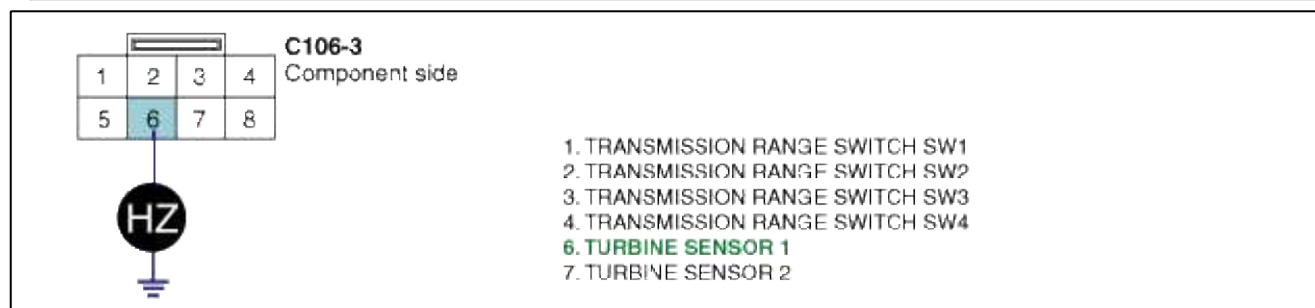 C106-3
Component side
1 2 3 4
5 6 7 8
HZ
1. TRANSMISSION RANGE SWITCH SW1
2. TRANSMISSION RANGE SWITCH SW2
3. TRANSMISSION RANGE SWITCH SW3
4. TRANSMISSION RANGE SWITCH SW4
6. TURBINE SENSOR 1
7. TURBINE SENSOR 2